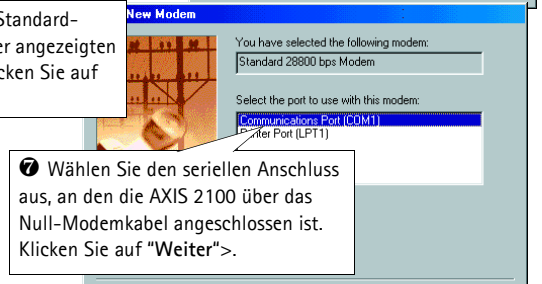 Standard-
er angezeigten
cken Sie auf
New Modem
You have selected the following modem:
Standard 28800 bps Modem
Select the port to use with this modem:
Communications Port (COM1)
Printer Port (LPT1)
❼ Wählen Sie den seriellen Anschluss
aus, an den die AXIS 2100 über das
Null-Modemkabel angeschlossen ist.
Klicken Sie auf "Weiter">.